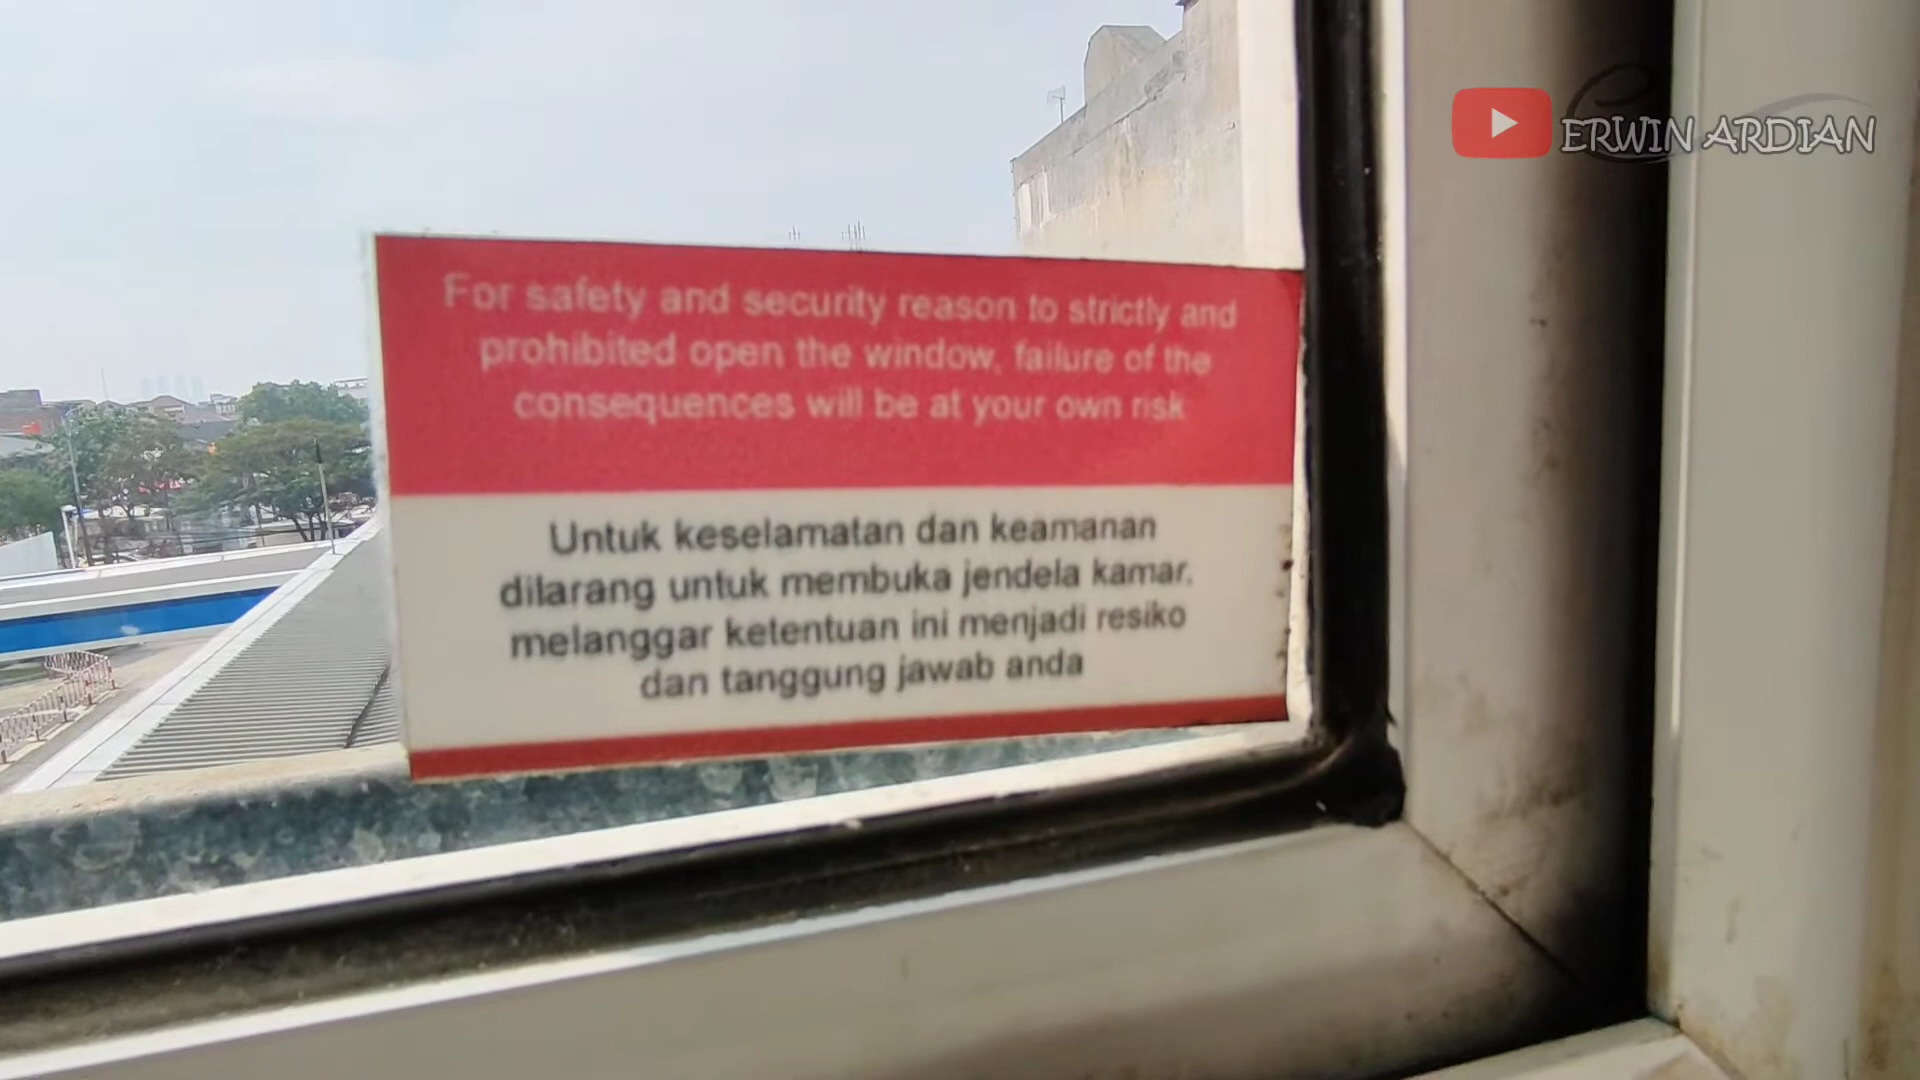 ERWIN ARDIAN
For safety and security reason to strictly and
prohibited open the window, failure of the
consequences will be at your own risk
Untuk keselamatan dan keamanan
dilarang untuk membuka jendela kamar,
melanggar ketentuan ini menjadi resiko
dan tanggung jawab anda